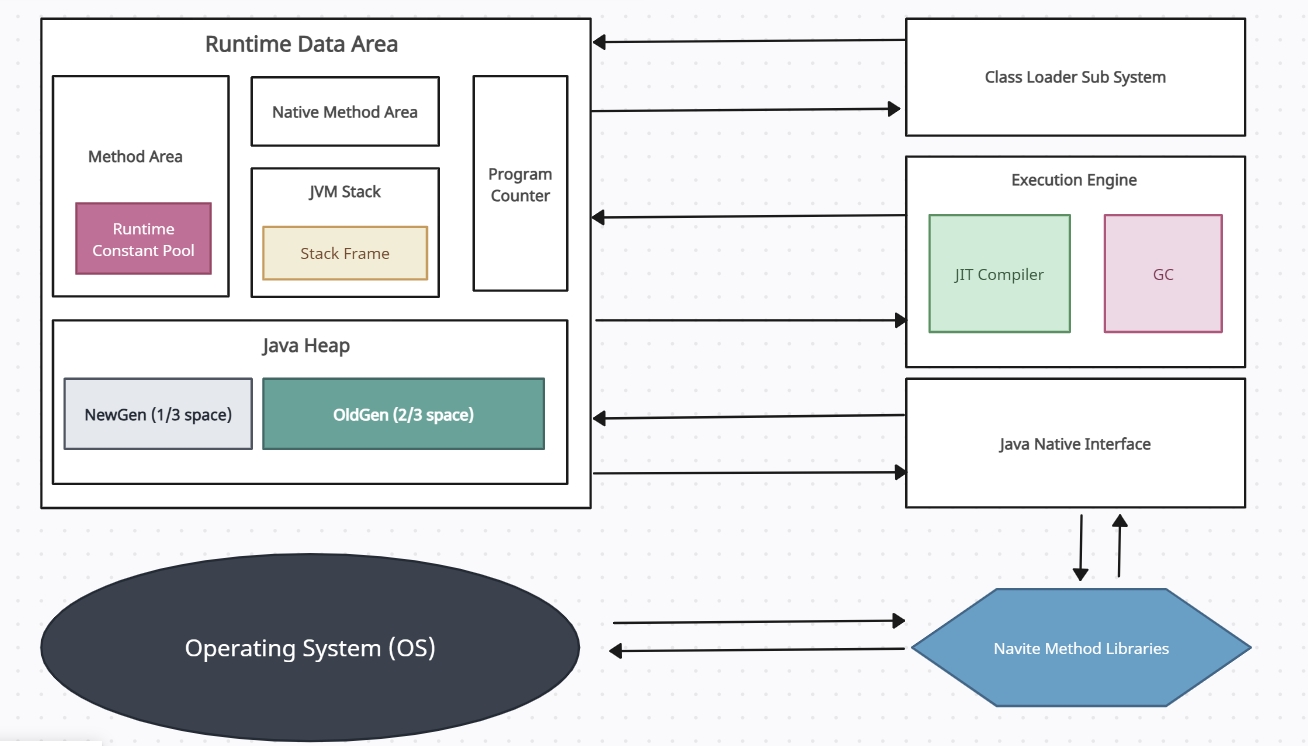 Runtime Data Area
Method Area
Runtime
Constant Pool
Native Method Area
JVM Stack
Stack Frame
Program
Counter
Java Heap
NewGen (1/3 space)
OldGen (2/3 space)
Class Loader Sub System
Execution Engine
JIT Compiler
GC
Java Native Interface
Operating System (OS)
Navite Method Libraries